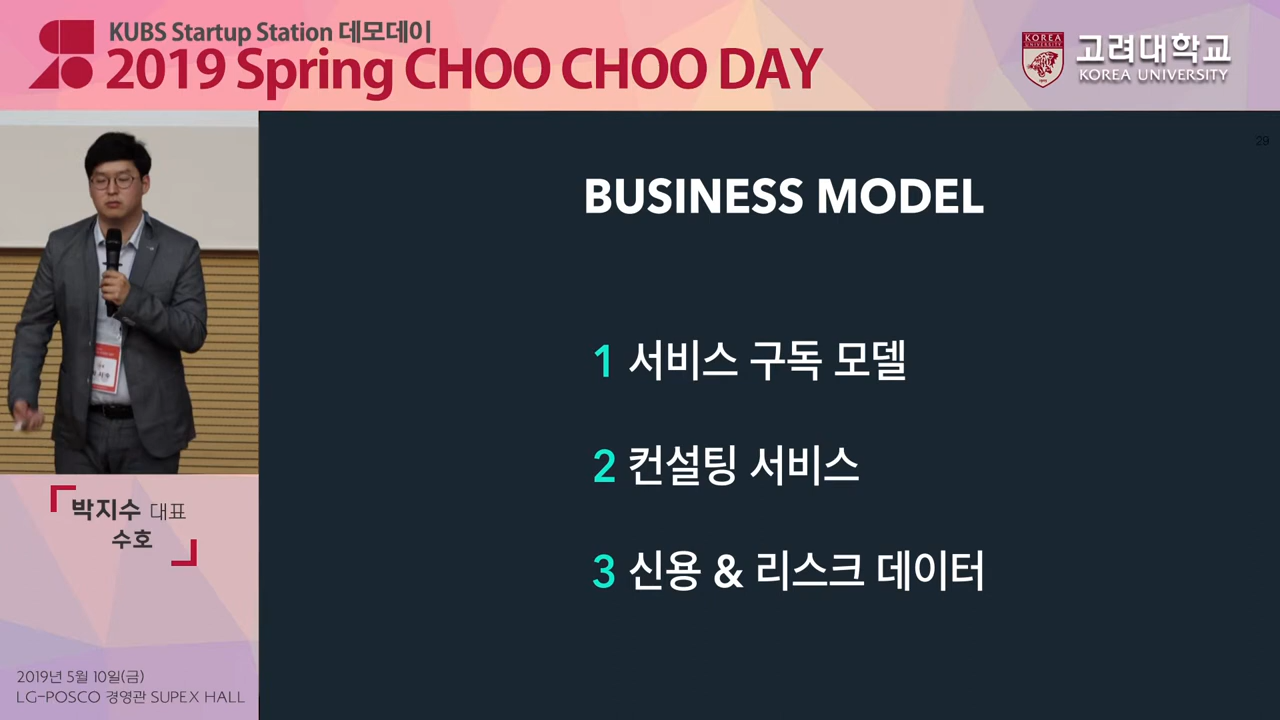 KUBS Startup Station 데모데이
2019 Spring CHOO CHOO DAY
KOREA
UNIVERSITY
고려대학교
KOREA UNIVERSITY
29
BUSINESS MODEL
1 서비스 구독 모델
2 컨설팅 서비스
3 신용 & 리스크 데이터
박지수 대표
수호
2019년 5월 10일(금)
LG-POSCO 경영관 SUPEX HALL